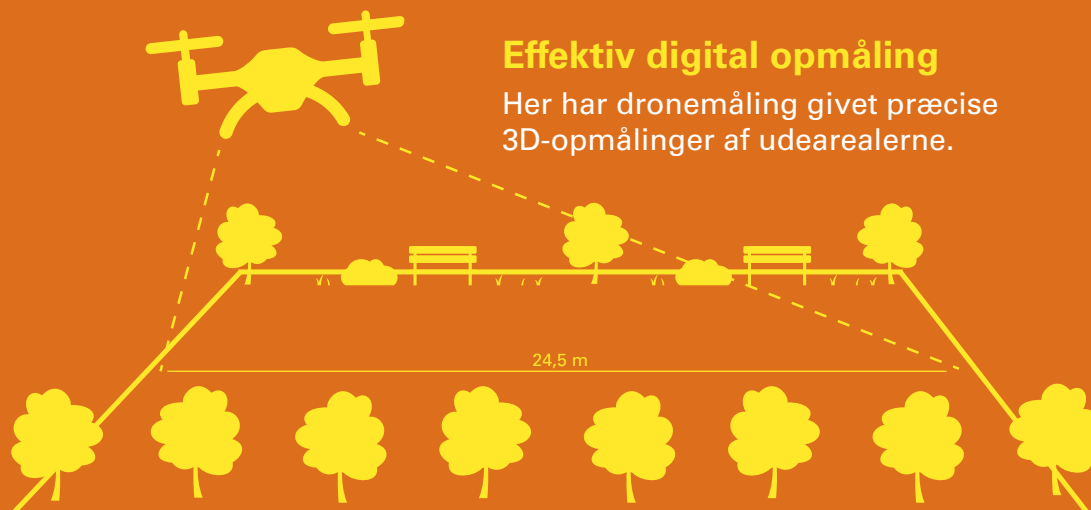 Effektiv digital opmåling
Her har dronemåling givet præcise
3D-opmålinger af udearealerne.
24,5 m